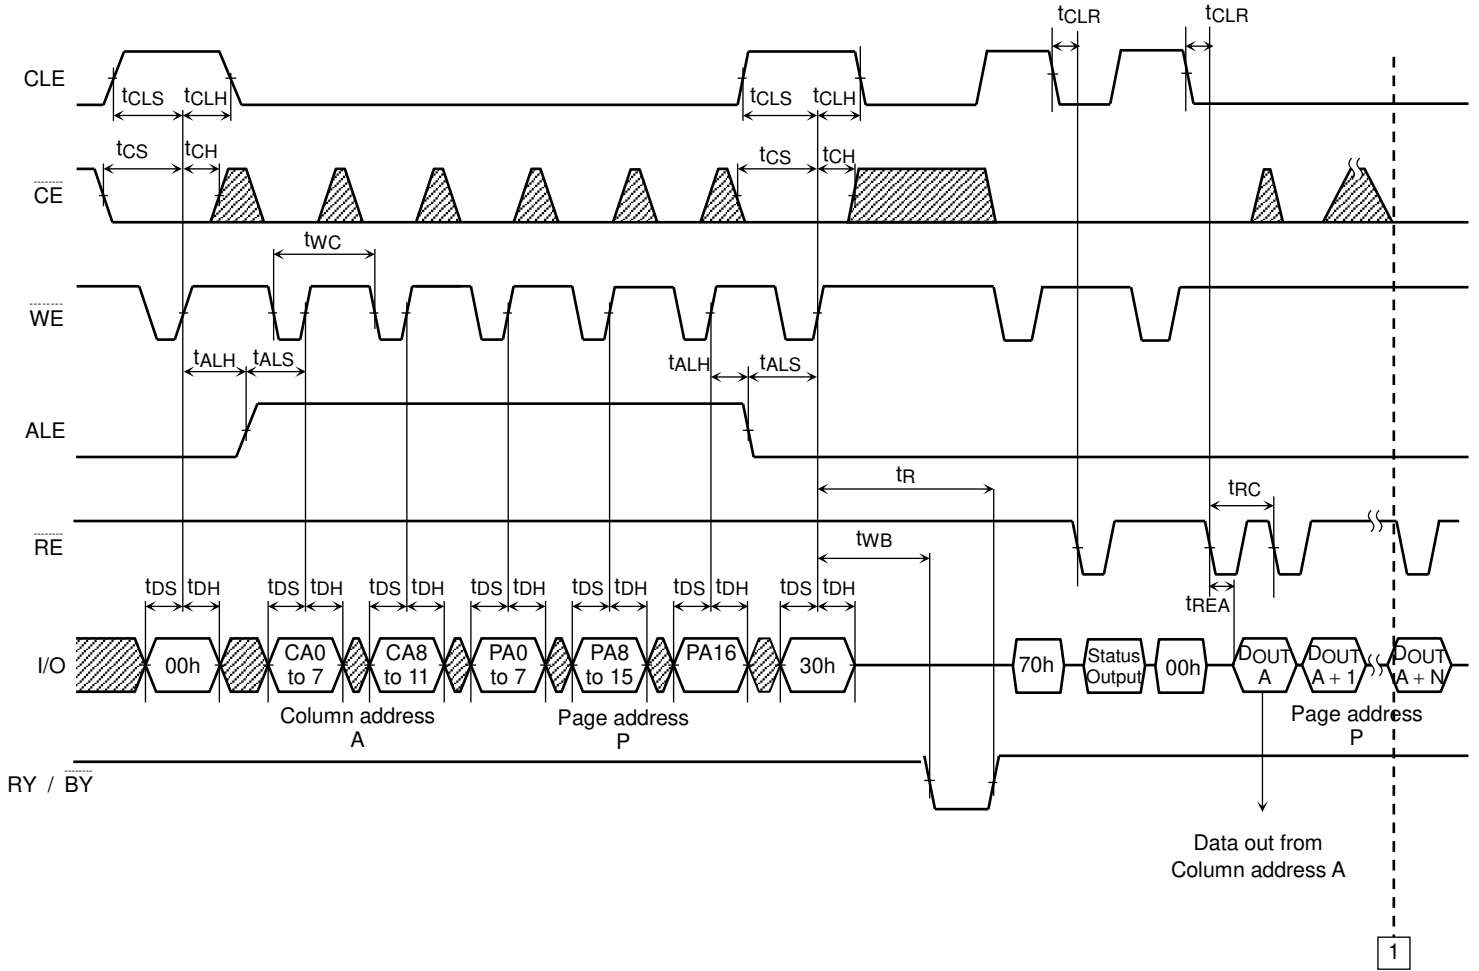 tCLR tCLR
CLE
tCLS tCLH tCLS tCLH
tCS tCH tCS tCH
CE
tWC
WE
tALH tALS tALH tALS
ALE
tR
tRC
RE
tWB
tDS tDH tDS tDH tDS tDH tDS tDH tDS tDH tDS tDH tDS tDH
tREA
I/O
00h
CA0
to 7
CA8
to 11
PA0
to 7
PA8
to 15
PA16
30h
70h
Status
Output
00h
DOUT
A
DOUT
A + 1
DOUT
A + N
Column address
A
Page address
P
Page address
P
RY / BY
Data out from
Column address A
1